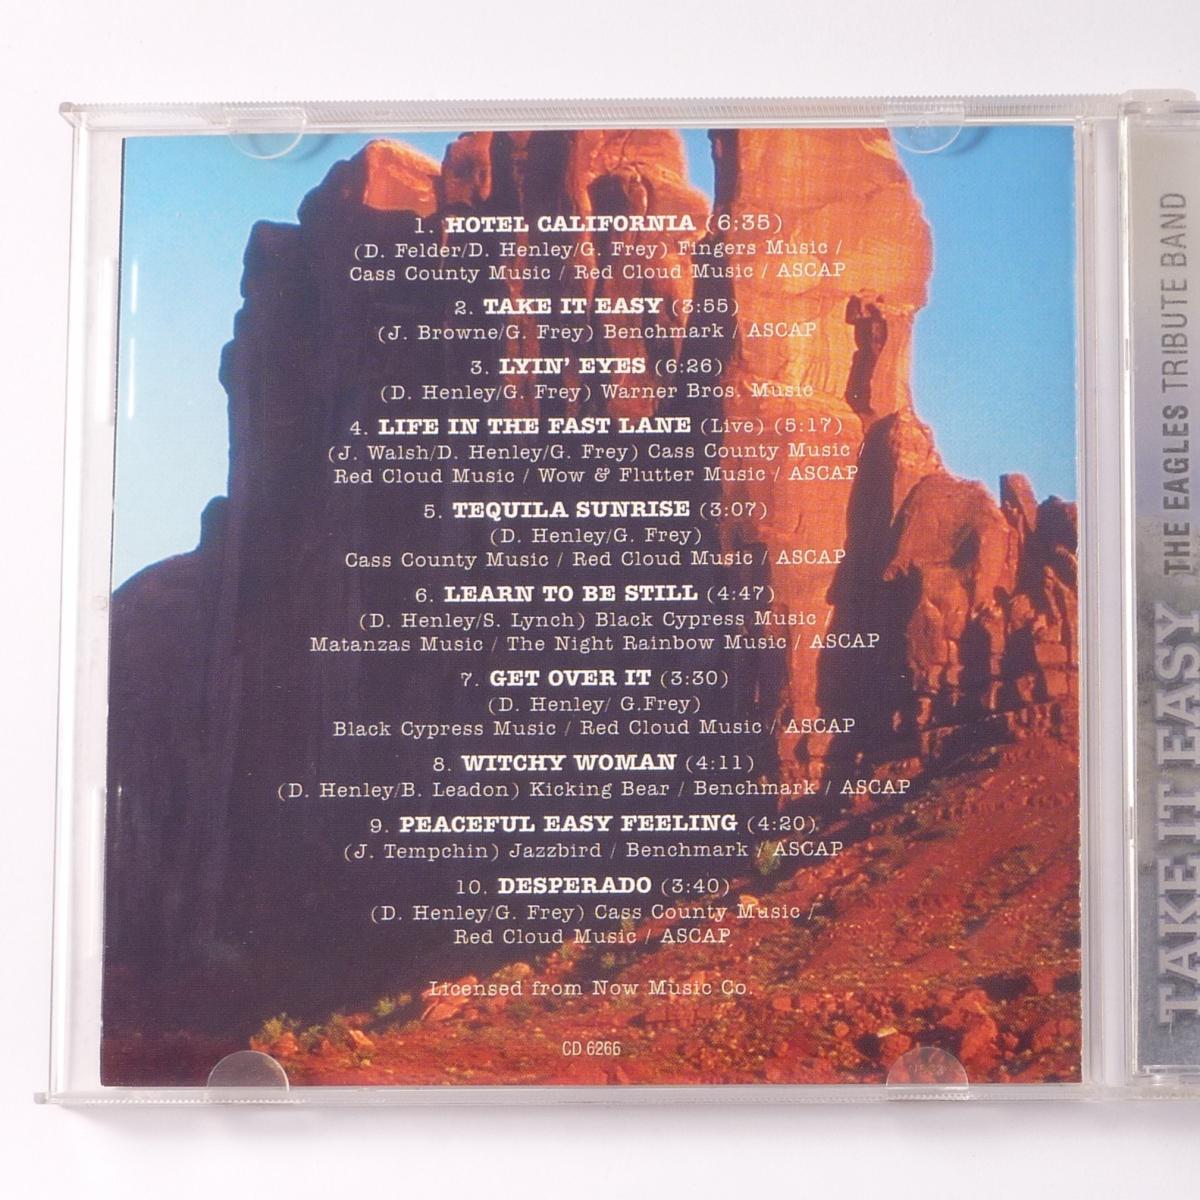 1. HOTEL CALIFORNIA (6:35)
(D. Felder/D. Henley/G. Frey) Fingers Music /
Cass County Music / Red Cloud Music / ASCAP
2. TAKE IT EASY (3:55)
(J. Browne/G. Frey) Benchmark / ASCAP
3. LYIN' EYES (6:26)
(D. Henley/G. Frey) Warner Bros. Music
4. LIFE IN THE FAST LANE (Live) (5:17)
(J. Walsh/D. Henley/G. Frey) Cass County Music /
Red Cloud Music / Wow & Flutter Music / ASCAP
5. TEQUILA SUNRISE (3:07)
(D. Henley/G. Frey)
Cass County Music / Red Cloud Music / ASCAP
6. LEARN TO BE STILL (4:47)
(D. Henley/S. Lynch) Black Cypress Music /
Matanzas Music / The Night Rainbow Music / ASCAP
7. GET OVER IT (3:30)
(D. Henley/ G.Frey)
Black Cypress Music / Red Cloud Music / ASCAP
8. WITCHY WOMAN (4:11)
(D. Henley/B. Leadon) Kicking Bear / Benchmark / ASCAP
9. PEACEFUL EASY FEELING (4:20)
(J. Tempchin) Jazzbird / Benchmark / ASCAP
10. DESPERADO (3:40)
(D. Henley/G. Frey) Cass County Music /
Red Cloud Music / ASCAP
Licensed from Now Music Co.
CD 6266
TAKE IT EASY THE EAGLES TRIBUTE BAND